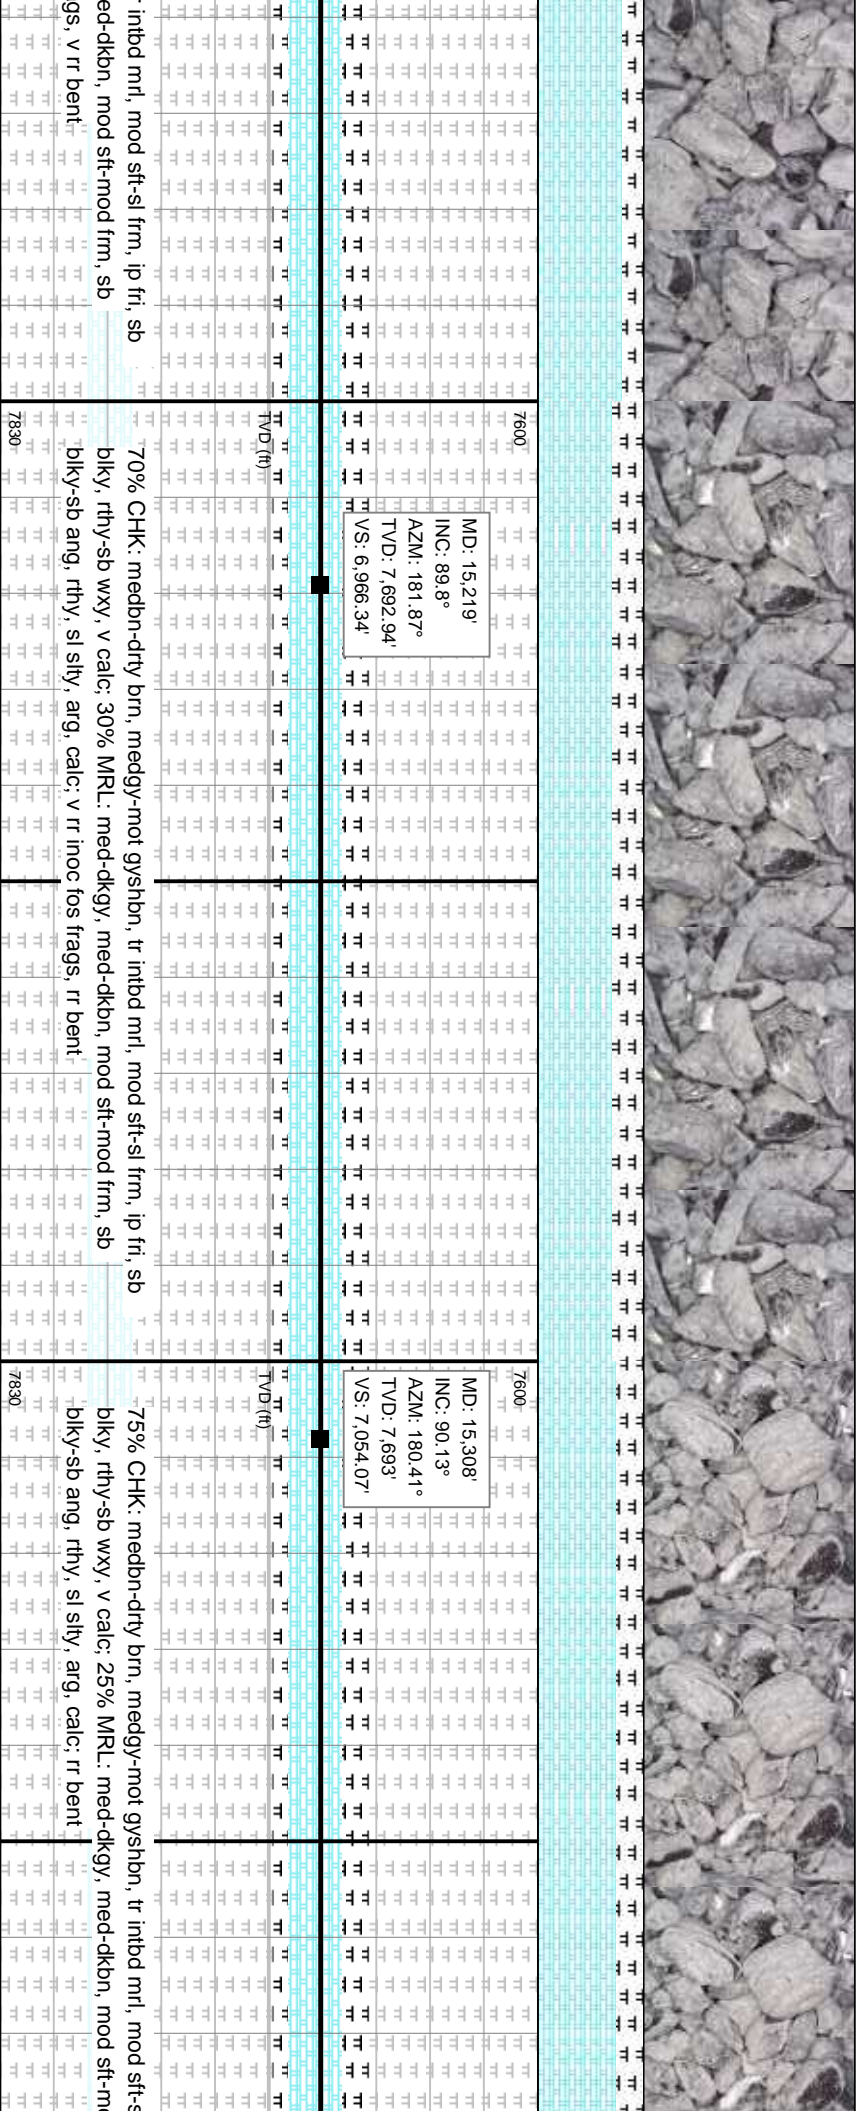 r intbd mrl, mod sft-sl frm, ip fri, sb
ed-dkbn, mod sft-mod frm, sb
gs, v rr bent
7600
TVD (ft)
7830
MD: 15,219'
INC: 89.8°
AZM: 181.87°
TVD: 7,692.94'
VS: 6,966.34'
70% CHK: medbn-drty brn, medgy-mot gyshbn, tr intbd mrl, mod sft-sl frm, ip fri, sb
blky, rthy-sb wxy, v calc; 30% MRL: med-dkgy, med-dkbn, mod sft-mod frm, sb
blky-sb ang, rthy, sl slty, arg, calc; v rr inoc fos frags, rr bent
7600
TVD (ft)
7830
MD: 15,308'
INC: 90.13°
AZM: 180.41°
TVD: 7,693'
VS: 7,054.07'
75% CHK: medbn-drty brn, medgy-mot gyshbn, tr intbd mrl, mod sft-s
blky, rthy-sb wxy, v calc; 25% MRL: med-dkgy, med-dkbn, mod sft-mo
blky-sb ang, rthy, sl slty, arg, calc; rr bent